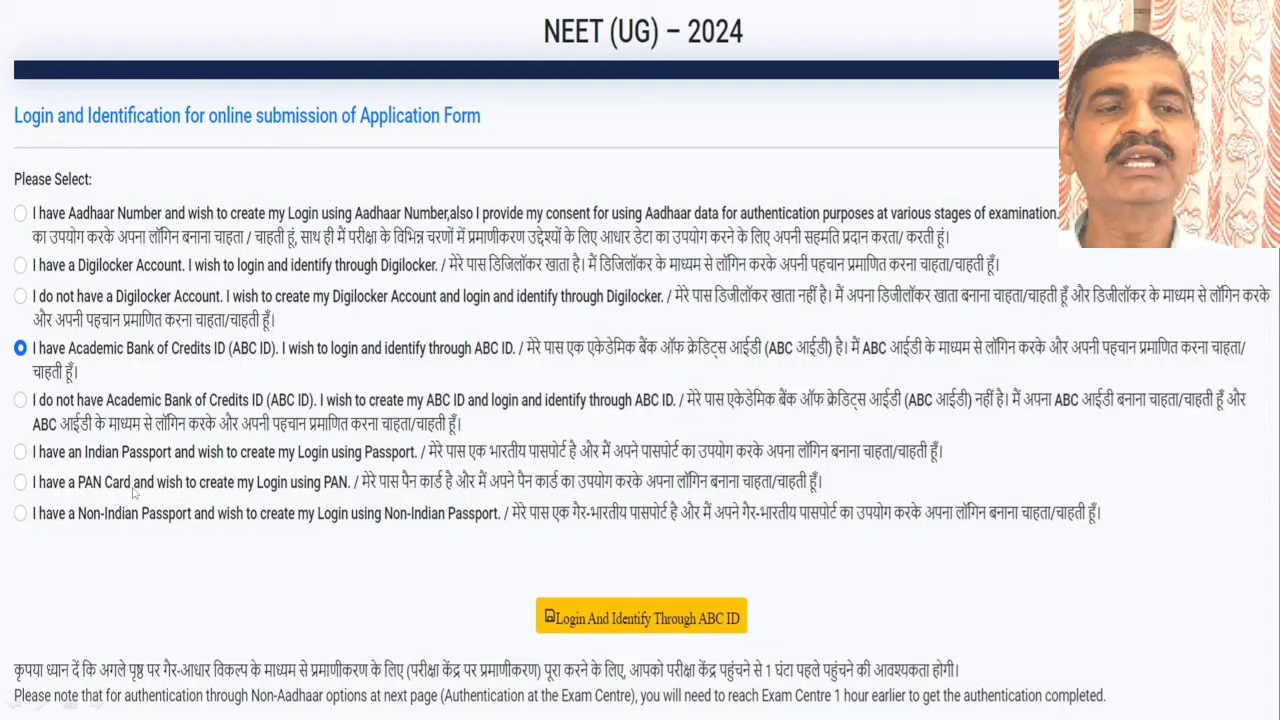 NEET (UG) – 2024
Login and Identification for online submission of Application Form
Please Select:
I have Aadhaar Number and wish to create my Login using Aadhaar Number,also I provide my consent for using Aadhaar data for authentication purposes at various stages of examination.
का उपयोग करके अपना लॉगिन बनाना चाहता / चाहती हूं, साथ ही मैं परीक्षा के विभिन्न चरणों में प्रमाणीकरण उद्देश्यों के लिए आधार डेटा का उपयोग करने के लिए अपनी सहमति प्रदान करता/ करती हूं।
I have a Digilocker Account. I wish to login and identify through Digilocker. / मेरे पास डिजिलॉकर खाता है। मैं डिजिलॉकर के माध्यम से लॉगिन करके अपनी पहचान प्रमाणित करना चाहता/चाहती हूँ।
I do not have a Digilocker Account. I wish to create my Digilocker Account and login and identify through Digilocker. / मेरे पास डिजीलॉकर खाता नहीं है। मैं अपना डिजीलॉकर खाता बनाना चाहता/चाहती हूँ और डिजीलॉकर के माध्यम से लॉगिन करके
और अपनी पहचान प्रमाणित करना चाहता/चाहती हूँ।
I have Academic Bank of Credits ID (ABC ID). I wish to login and identify through ABC ID. / मेरे पास एक एकेडेमिक बैंक ऑफ क्रेडिट्स आईडी (ABC आईडी) है। मैं ABC आईडी के माध्यम से लॉगिन करके और अपनी पहचान प्रमाणित करना चाहता/
चाहती हूँ।
I do not have Academic Bank of Credits ID (ABC ID). I wish to create my ABC ID and login and identify through ABC ID. / मेरे पास एकेडेमिक बैंक ऑफ क्रेडिट्स आईडी (ABC आईडी) नहीं है। मैं अपना ABC आईडी बनाना चाहता/चाहती हूँ और
ABC आईडी के माध्यम से लॉगिन करके और अपनी पहचान प्रमाणित करना चाहता/चाहती हूँ।
I have an Indian Passport and wish to create my Login using Passport. / मेरे पास एक भारतीय पासपोर्ट है और मैं अपने पासपोर्ट का उपयोग करके अपना लॉगिन बनाना चाहता/चाहती हूँ।
I have a PAN Card and wish to create my Login using PAN. / मेरे पास पैन कार्ड है और मैं अपने पैन कार्ड का उपयोग करके अपना लॉगिन बनाना चाहता/चाहती हूँ।
I have a Non-Indian Passport and wish to create my Login using Non-Indian Passport. / मेरे पास एक गैर-भारतीय पासपोर्ट है और मैं अपने गैर-भारतीय पासपोर्ट का उपयोग करके अपना लॉगिन बनाना चाहता/चाहती हूँ।
Login And Identify Through ABC ID
कृपया ध्यान दें कि अगले पृष्ठ पर गैर-आधार विकल्प के माध्यम से प्रमाणीकरण के लिए (परीक्षा केंद्र पर प्रमाणीकरण) पूरा करने के लिए, आपको परीक्षा केंद्र पहुंचने से 1 घंटा पहले पहुंचने की आवश्यकता होगी।
Please note that for authentication through Non-Aadhaar options at next page (Authentication at the Exam Centre), you will need to reach Exam Centre 1 hour earlier to get the authentication completed.